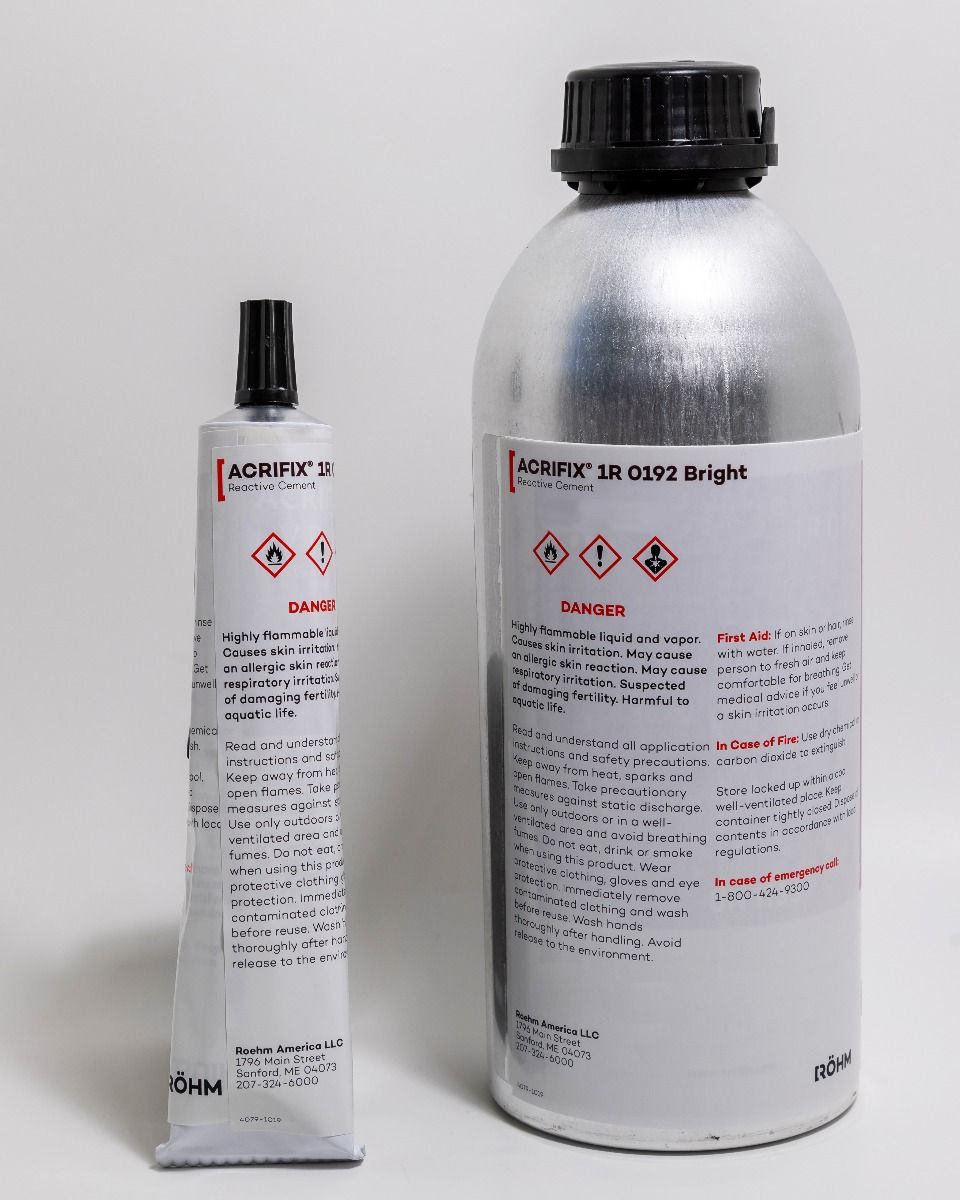 ACRIFIX® 1R
Reactive Cement
DANGER
Highly flammable liquid
Causes skin irritation
an allergic skin reaction
respiratory irritation.
of damaging fertility.
aquatic life.
Read and understand
instructions and
Keep away from
open flames. Take
measures against
Use only outdoors
ventilated area and
fumes. Do not eat,
when using this
protective clothing
protection.
contaminated
before reuse. Wash
thoroughly after
release to the
Roehm America LLC
1796 Main Street
Sanford, ME 04073
207-324-6000
4079-1019
RÖHM
Get
ACRIFIX® 1R 0192 Bright
Reactive Cement
DANGER
Highly flammable liquid and vapor.
Causes skin irritation. May cause
an allergic skin reaction. May cause
respiratory irritation. Suspected
of damaging fertility. Harmful to
aquatic life.
Read and understand all application
instructions and safety precautions.
Keep away from heat, sparks and
open flames. Take precautionary
measures against static discharge.
Use only outdoors or in a well-
ventilated area and avoid breathing
fumes. Do not eat, drink or smoke
when using this product. Wear
protective clothing, gloves and eye
protection. Immediately remove
contaminated clothing and wash
before reuse. Wash hands
thoroughly after handling. Avoid
release to the environment.
First Aid: If on skin or hair, rinse
with water. If inhaled, remove
person to fresh air and keep
comfortable for breathing. Get
medical advice if you feel unwell or
a skin irritation occurs.
In Case of Fire: Use dry chemical or
carbon dioxide to extinguish.
Store locked up within a cool
well-ventilated place. Keep
container tightly closed. Dispose of
contents in accordance with local
regulations.
In case of emergency call:
1-800-424-9300
Roehm America LLC
1796 Main Street
Sanford, ME 04073
207-324-6000
4079-1019
RÖHM